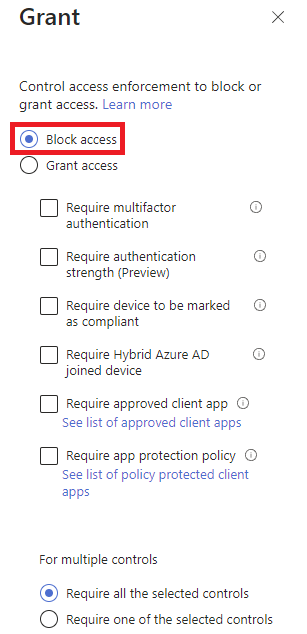 Grant
Control access enforcement to block or
grant access. Learn more
Block access
Grant access
Require multifactor
authentication
Require authentication
strength (Preview)
Require device to be marked
as compliant
Require Hybrid Azure AD
joined device
Require approved client app
See list of approved client apps
Require app protection policy
See list of policy protected client
apps
For multiple controls
Require all the selected controls
Require one of the selected controls